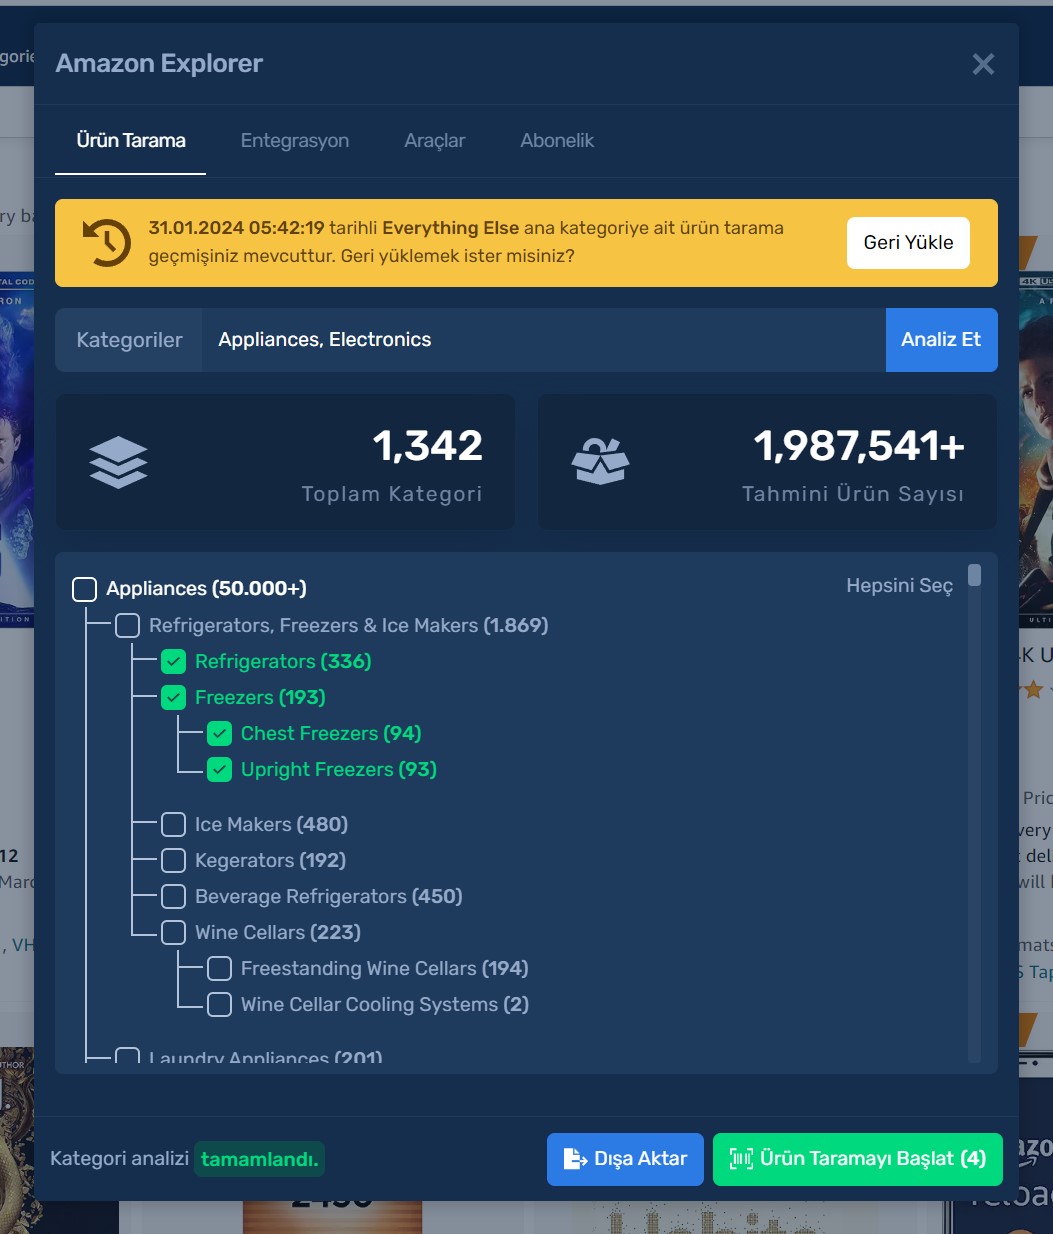 Amazon Explorer
Ürün Tarama
Entegrasyon
Araçlar
Abonelik
31.01.2024 05:42:19 tarihli Everything Else ana kategoriye ait ürün tarama
geçmişiniz mevcuttur. Geri yüklemek ister misiniz?
Geri Yükle
Kategoriler
Appliances, Electronics
Analiz Et
1,342
Toplam Kategori
1,987,541+
Tahmini Ürün Sayısı
Appliances (50.000+)
Hepsini Seç
Refrigerators, Freezers & Ice Makers (1.869)
Refrigerators (336)
Freezers (193)
Chest Freezers (94)
Upright Freezers (93)
Ice Makers (480)
Kegerators (192)
Beverage Refrigerators (450)
Wine Cellars (223)
Freestanding Wine Cellars (194)
Wine Cellar Cooling Systems (2)
Laundry Appliances (201)
Kategori analizi tamamlandı.
Dışa Aktar
Ürün Taramayı Başlat (4)